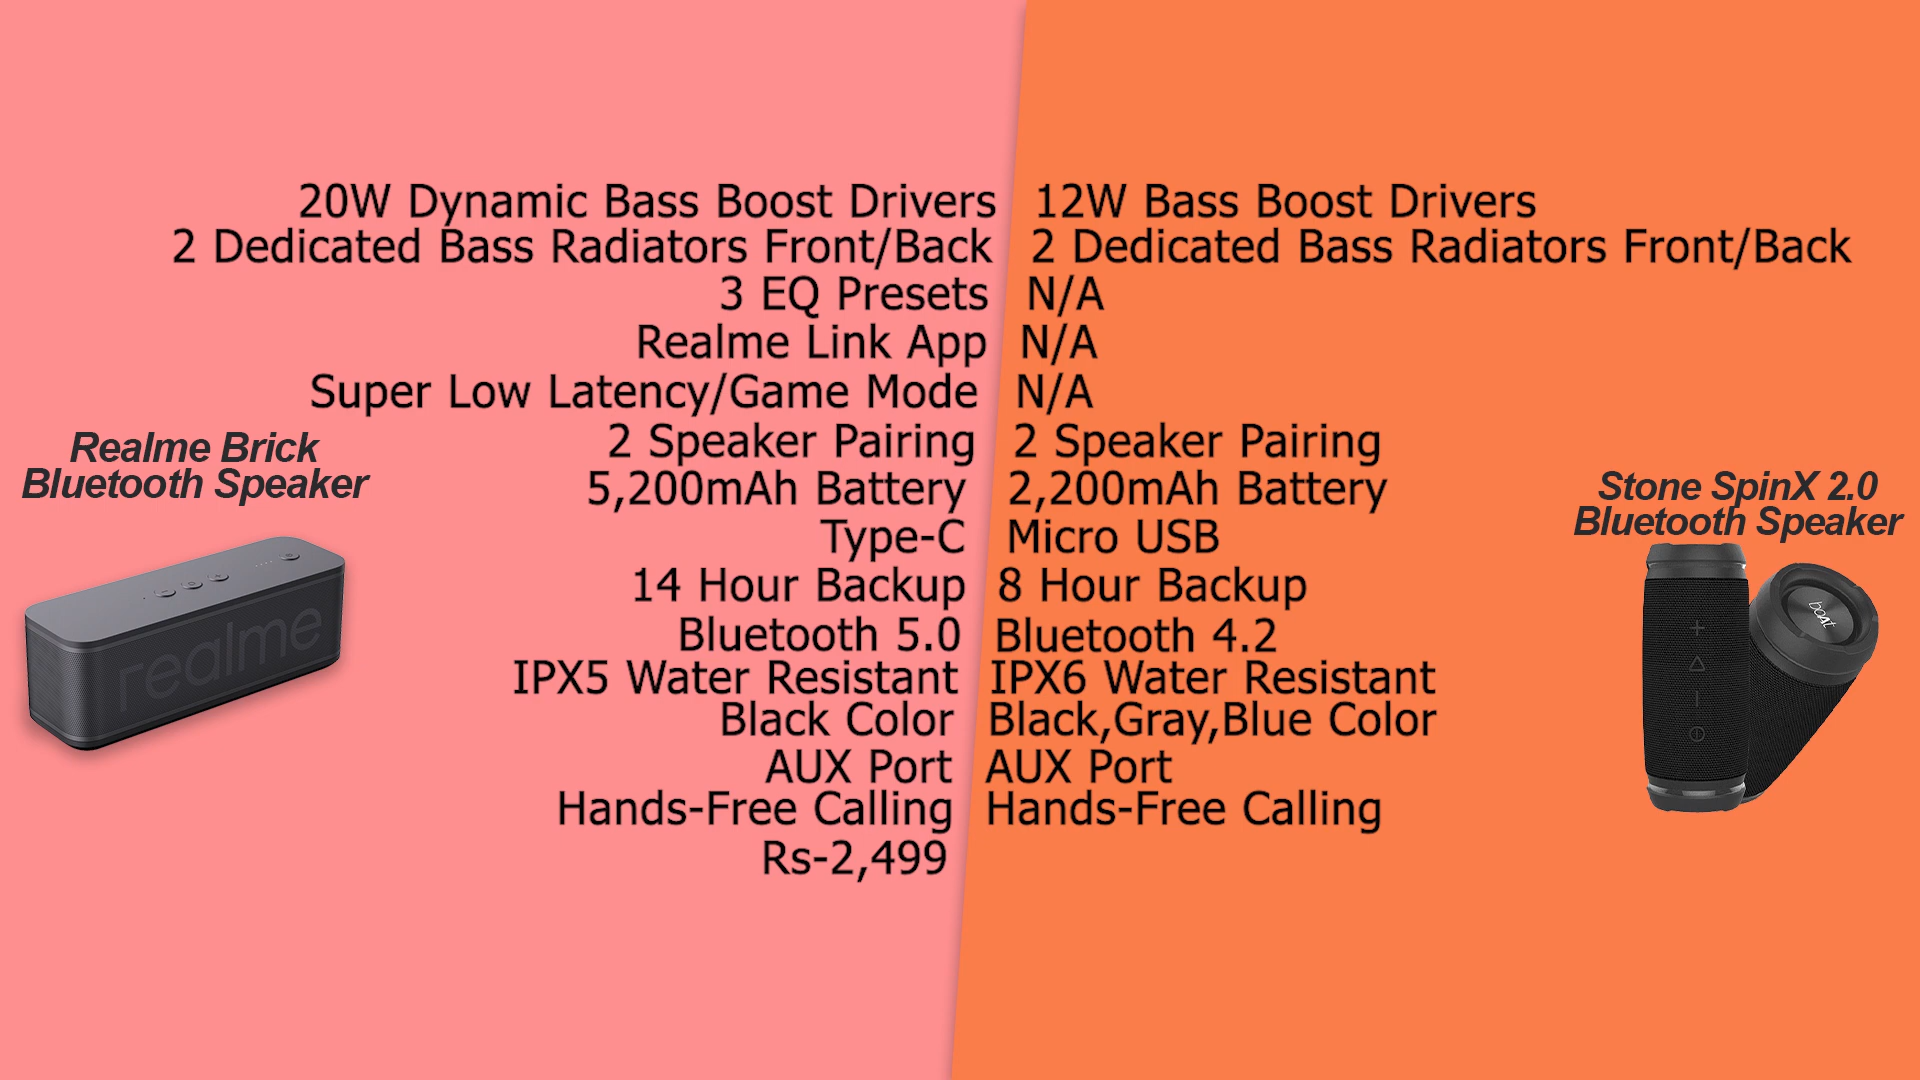 20W Dynamic Bass Boost Drivers
2 Dedicated Bass Radiators Front/Back
3 EQ Presets
Realme Link App
Super Low Latency/Game Mode
2 Speaker Pairing
5,200mAh Battery
Type-C
14 Hour Backup
Bluetooth 5.0
IPX5 Water Resistant
Black Color
AUX Port
Hands-Free Calling
Rs-2,499
Realme Brick
Bluetooth Speaker
realme
12W Bass Boost Drivers
2 Dedicated Bass Radiators Front/Back
N/A
N/A
N/A
2 Speaker Pairing
2,200mAh Battery
Micro USB
8 Hour Backup
Bluetooth 4.2
IPX6 Water Resistant
Black,Gray,Blue Color
AUX Port
Hands-Free Calling
Stone SpinX 2.0
Bluetooth Speaker
boAt